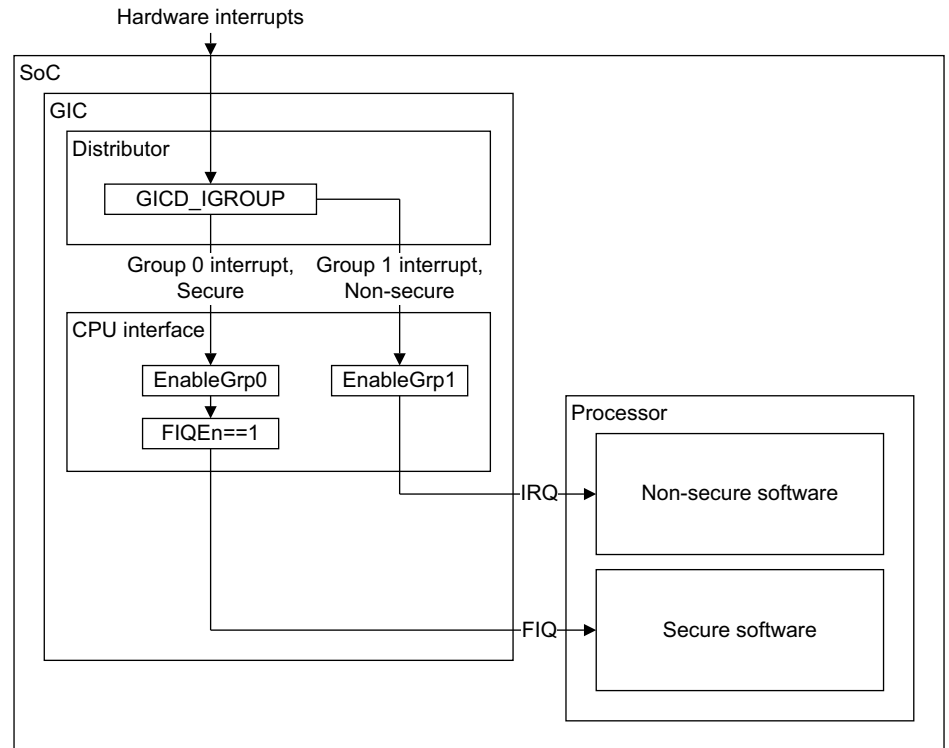 Hardware interrupts
SoC
GIC
Distributor
GICD_IGROUP
Group 0 interrupt,
Secure
Group 1 interrupt,
Non-secure
CPU interface
EnableGrp0
EnableGrp1
FIQEn==1
Processor
IRQ
Non-secure software
FIQ
Secure software